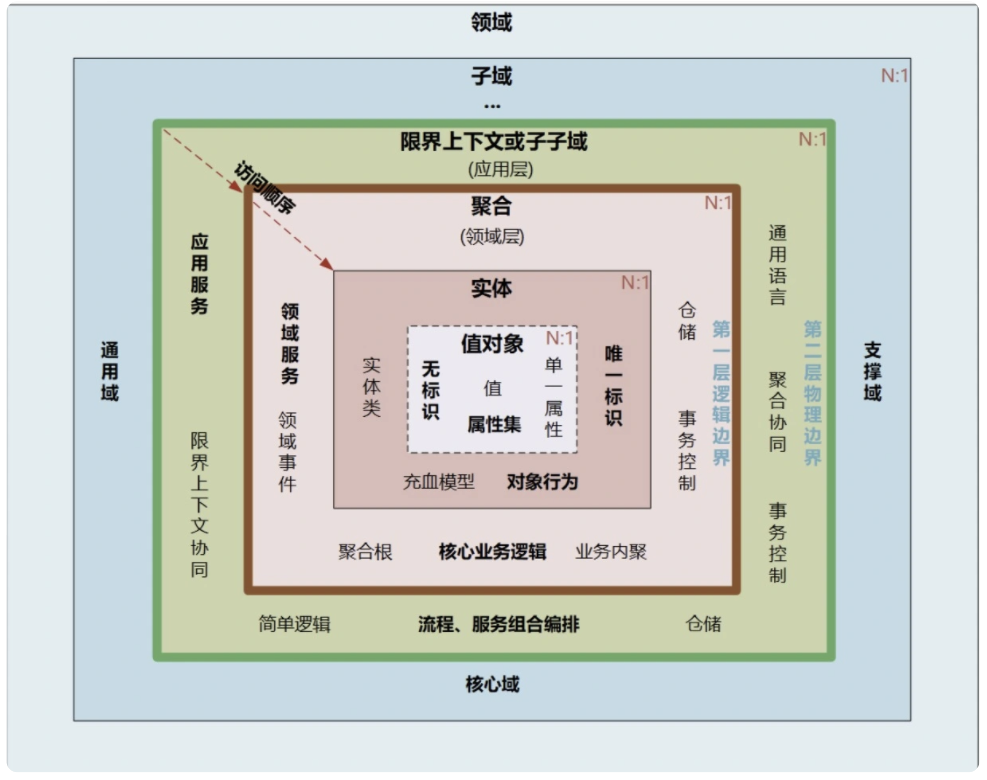 领域
子域
N:1
...
限界上下文或子子域
N:1
(应用层)
访问顺序
聚合
N:1
(领域层)
应用服务
限界上下文协同
实体
N:1
领域服务
领域事件
值对象
N:1
实体类
无标识
值
属性集
单一属性
唯一标识
充血模型
对象行为
仓储
事务控制
第一层逻辑边界
通用语言
聚合协同
事务控制
第二层物理边界
通用域
支撑域
聚合根
核心业务逻辑
业务内聚
简单逻辑
流程、服务组合编排
仓储
核心域